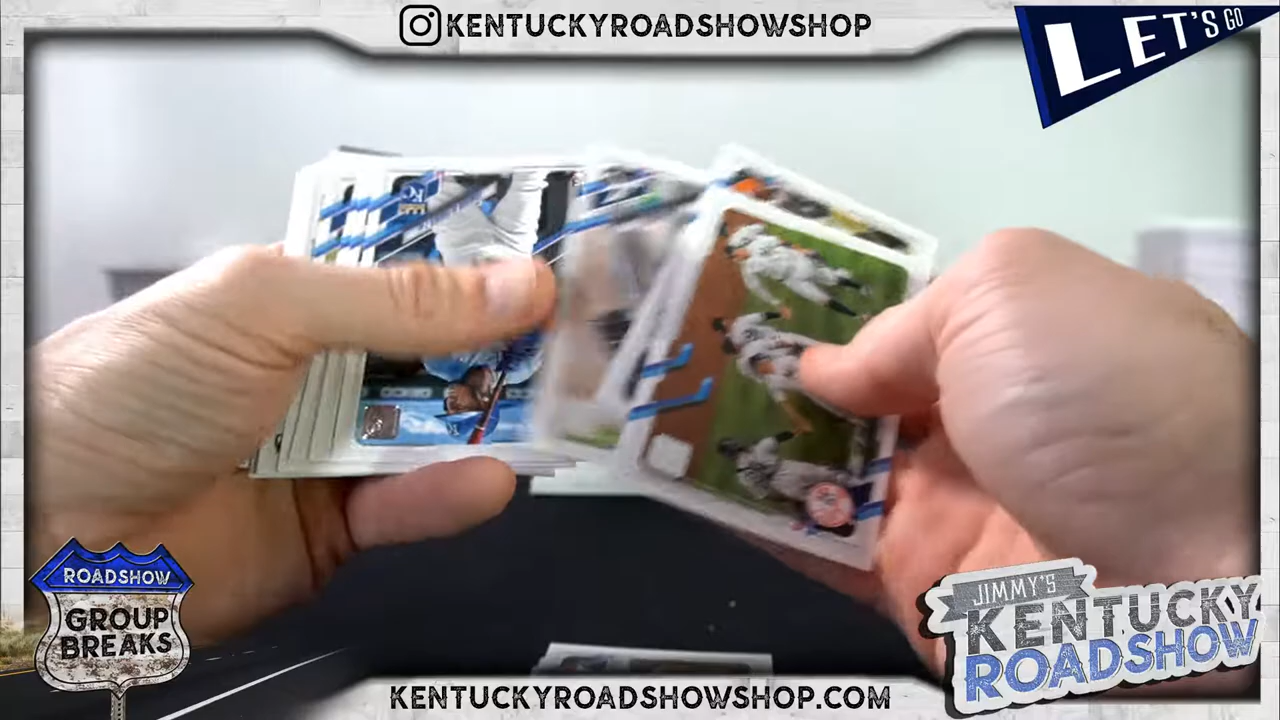 KENTUCKYROADSHOWSHOP
LET'S GO
ROADSHOW
GROUP
BREAKS
JIMMY'S
KENTUCKY
ROADSHOW
KENTUCKYROADSHOWSHOP.COM